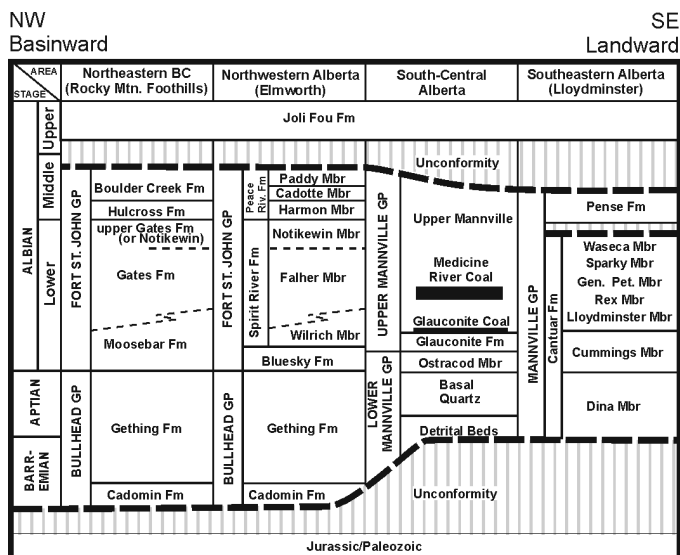 NW
Basinward
SE
Landward
AREA
STAGE
Northeastern BC
(Rocky Mtn. Foothills)
Northwestern Alberta
(Elmworth)
South-Central
Alberta
Southeastern Alberta
(Lloydminster)
Upper
Joli Fou Fm
Unconformity
ALBIAN
Middle
Lower
FORT ST. JOHN GP
Boulder Creek Fm
Hulcross Fm
upper Gates Fm
(or Notikewin)
Gates Fm
Moosebar Fm
FORT ST. JOHN GP
Peace
Riv. Fm
Paddy Mbr
Cadotte Mbr
Harmon Mbr
Spirit River Fm
Notikewin Mbr
Falher Mbr
Wilrich Mbr
Bluesky Fm
UPPER MANNVILLE GP
Upper Mannville
Medicine
River Coal
Glauconite Coal
Glauconite Fm
MANNVILLE GP
Pense Fm
Cantuar Fm
Waseca Mbr
Sparky Mbr
Gen. Pet. Mbr
Rex Mbr
Lloydminster Mbr
Cummings Mbr
Dina Mbr
APTIAN
BARR-
EMIAN
BULLHEAD GP
Gething Fm
Cadomin Fm
BULLHEAD GP
Gething Fm
Cadomin Fm
LOWER
MANNVILLE GP
Ostracod Mbr
Basal
Quartz
Detrital Beds
Unconformity
Jurassic/Paleozoic